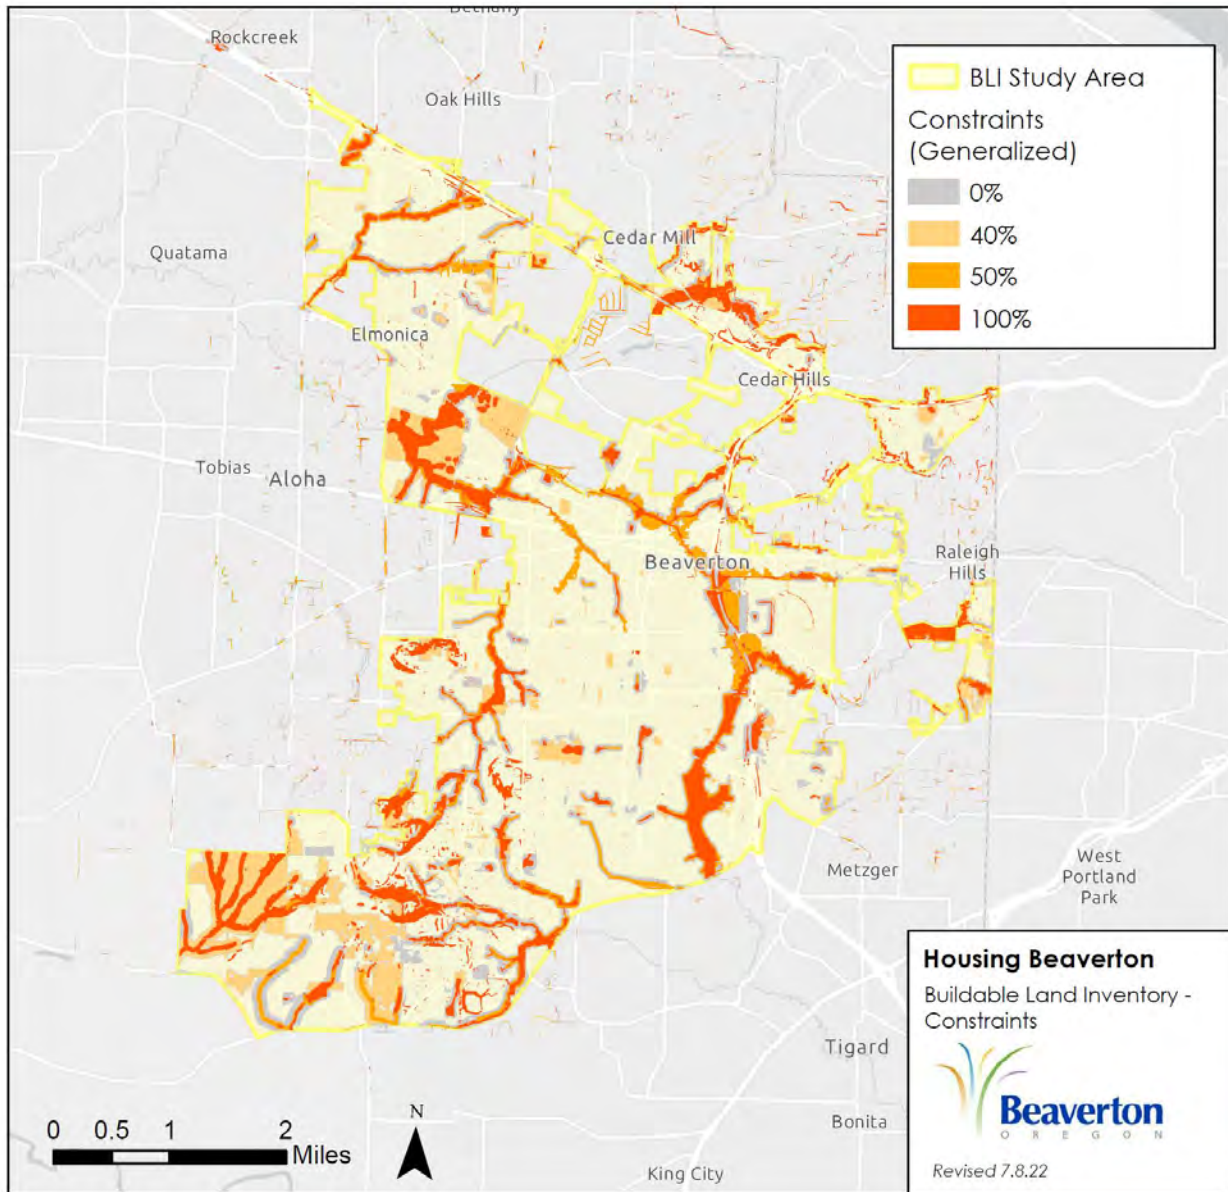 Bethany
Rockcreek
Oak Hills
BLI Study Area
Constraints
(Generalized)
0%
40%
50%
100%
Cedar Mill
Quatama
Elmonica
Cedar Hills
Tobias
Aloha
Beaverton
Raleigh
Hills
Metzger
West
Portland
Park
Housing Beaverton
Buildable Land Inventory -
Constraints
Tigard
Beaverton
OREGON
Bonita
N
0 0.5 1 2
Miles
King City
Revised 7.8.22